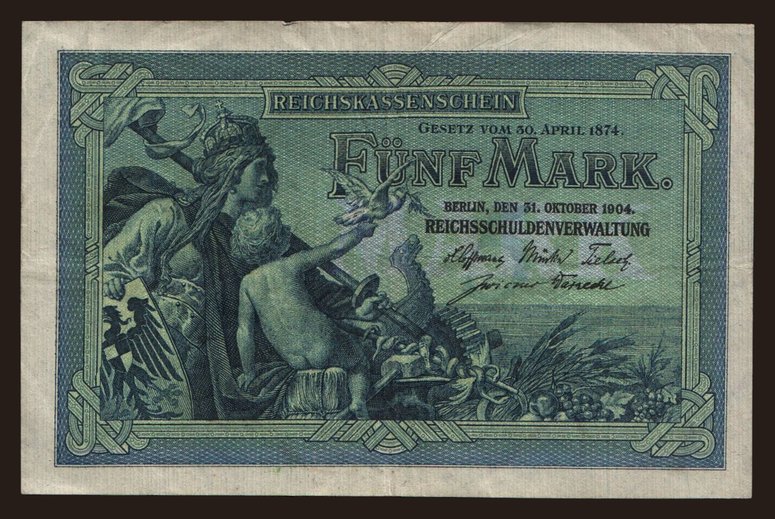 REICHSKASSENSCHEIN
GESETZ VOM 30. APRIL 1874.
FÜNF MARK.
BERLIN, DEN 31. OKTOBER 1904.
REICHSSCHULDENVERWALTUNG